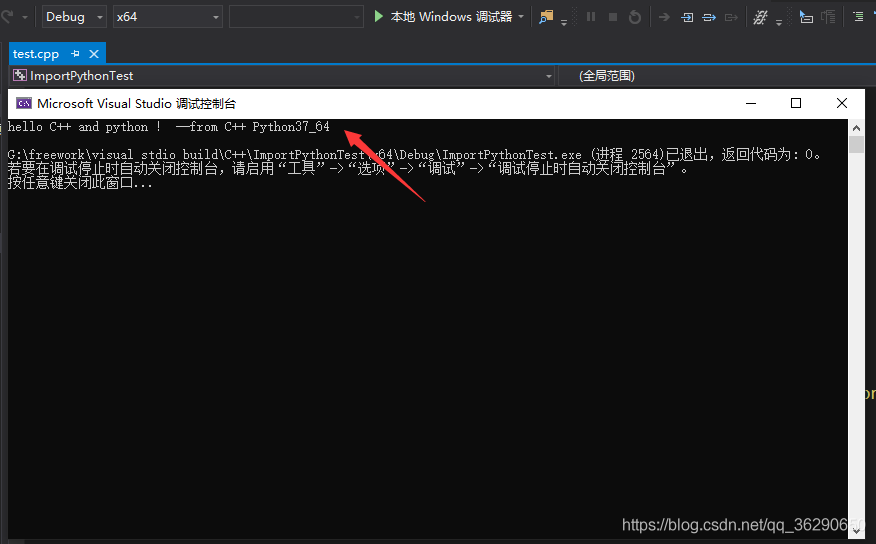 Debug x64 本地 Windows 调试器
test.cpp
ImportPythonTest (全局范围)
C:\ Microsoft Visual Studio 调试控制台
hello C++ and python ! —from C++ Python37_64
G:\freework\visual stdio build\C++\ImportPythonTest\x64\Debug\ImportPythonTest.exe (进程 2564)已退出，返回代码为: 0。
若要在调试停止时自动关闭控制台，请启用“工具”->“选项”->“调试”->“调试停止时自动关闭控制台”。
按任意键关闭此窗口...
or
https://blog.csdn.net/qq_36290650